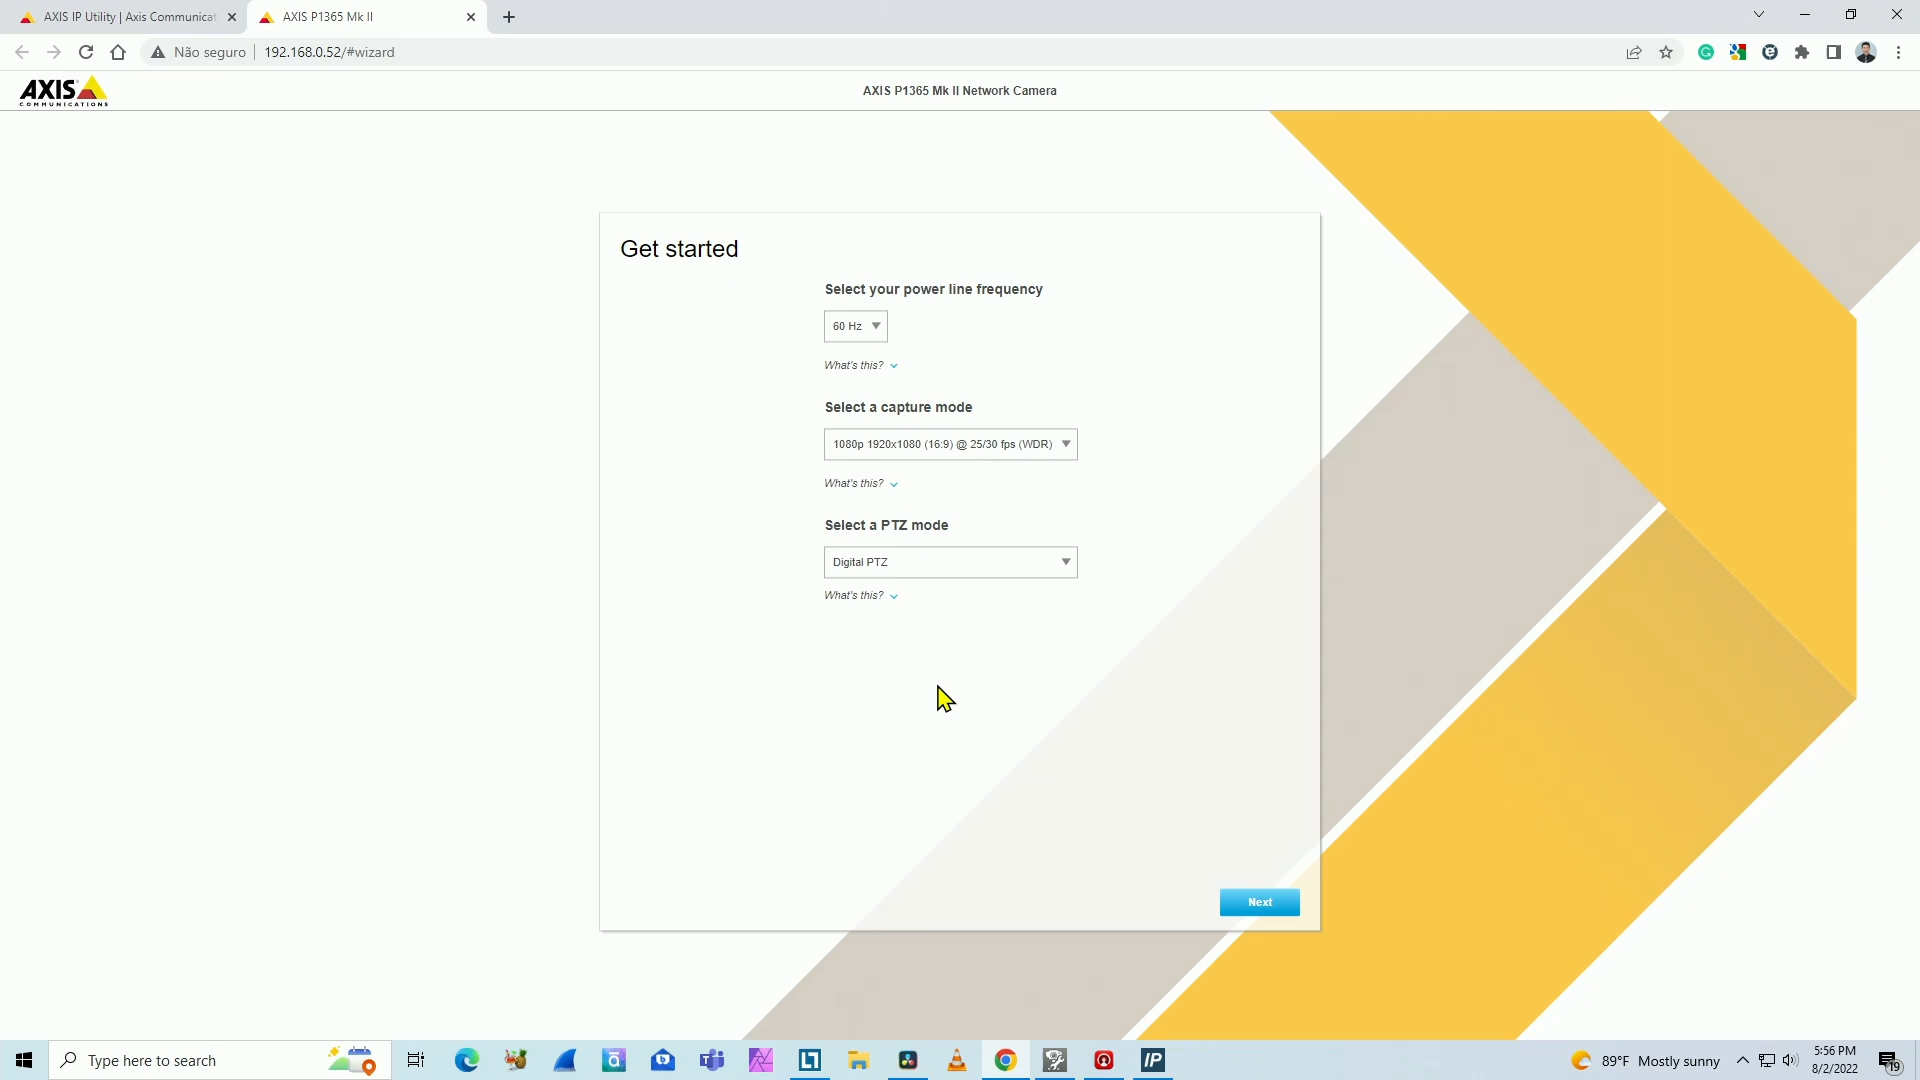 AXIS IP Utility | Axis Communicat
AXIS P1365 Mk II
Não seguro
192.168.0.52/#wizard
AXIS
COMMUNICATIONS
AXIS P1365 Mk II Network Camera
Get started
Select your power line frequency
60 Hz
What's this?
Select a capture mode
1080p 1920x1080 (16:9) @ 25/30 fps (WDR)
What's this?
Select a PTZ mode
Digital PTZ
What's this?
Next
Type here to search
IP
89°F Mostly sunny
5:56 PM
8/2/2022
19